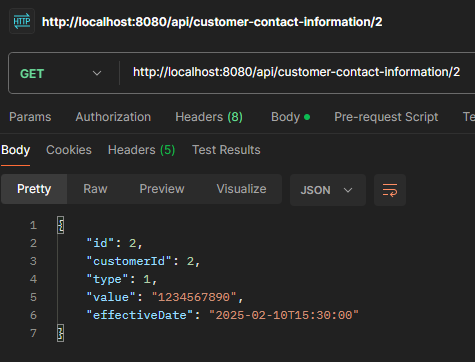 HTTP http://localhost:8080/api/customer-contact-information/2
GET http://localhost:8080/api/customer-contact-information/2
Params Authorization Headers (8) Body Pre-request Script Te
Body Cookies Headers (5) Test Results
Pretty Raw Preview Visualize JSON
1 {
2 "id": 2,
3 "customerId": 2,
4 "type": 1,
5 "value": "1234567890",
6 "effectiveDate": "2025-02-10T15:30:00"
7 }